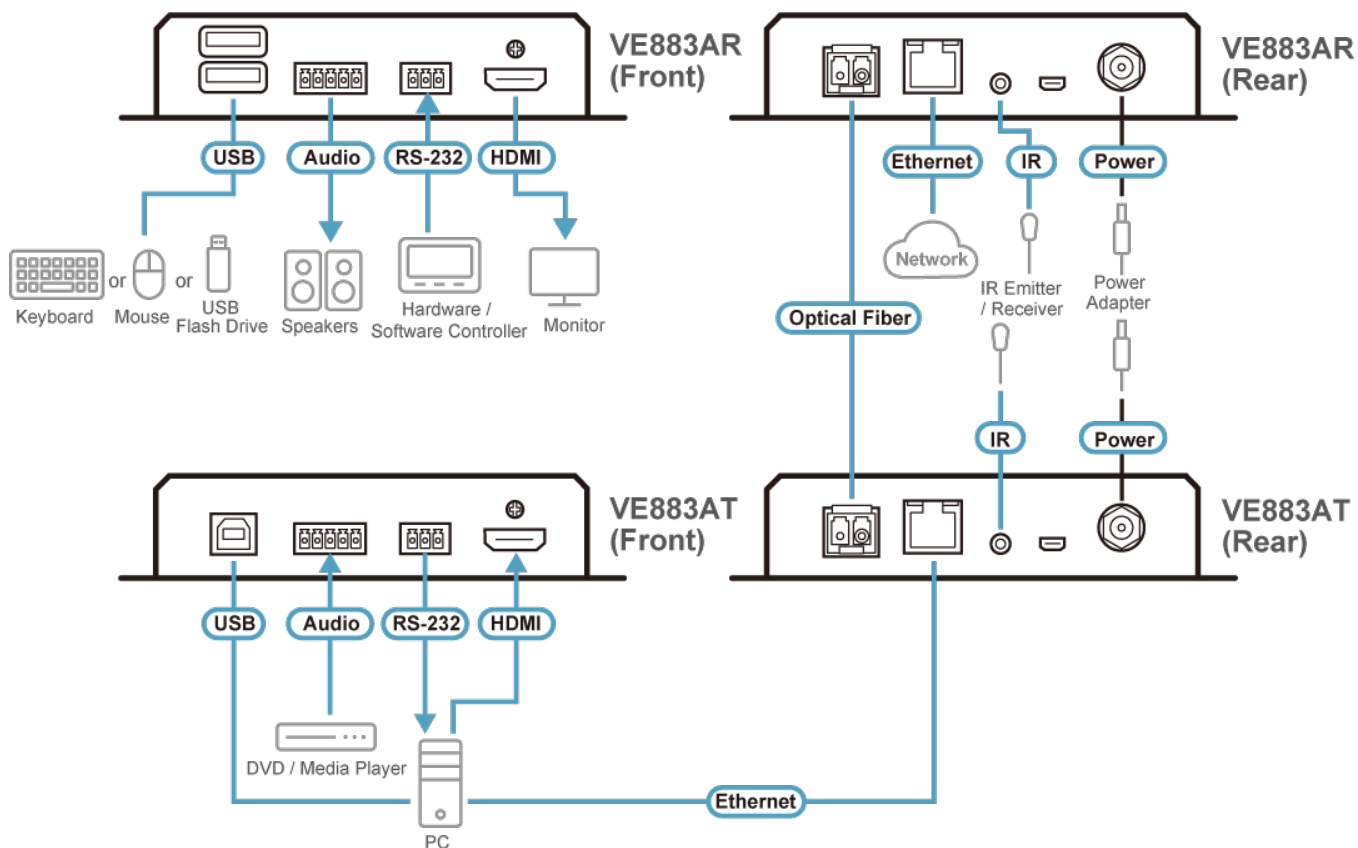 VE883AR
(Front)
USB
Audio
RS-232
HDMI
Keyboard
or
Mouse
or
USB
Flash Drive
Speakers
Hardware /
Software Controller
Monitor
VE883AR
(Rear)
Ethernet
IR
Power
Network
IR Emitter
/ Receiver
Power
Adapter
Optical Fiber
IR
Power
VE883AT
(Front)
USB
Audio
RS-232
HDMI
DVD / Media Player
PC
VE883AT
(Rear)
Ethernet